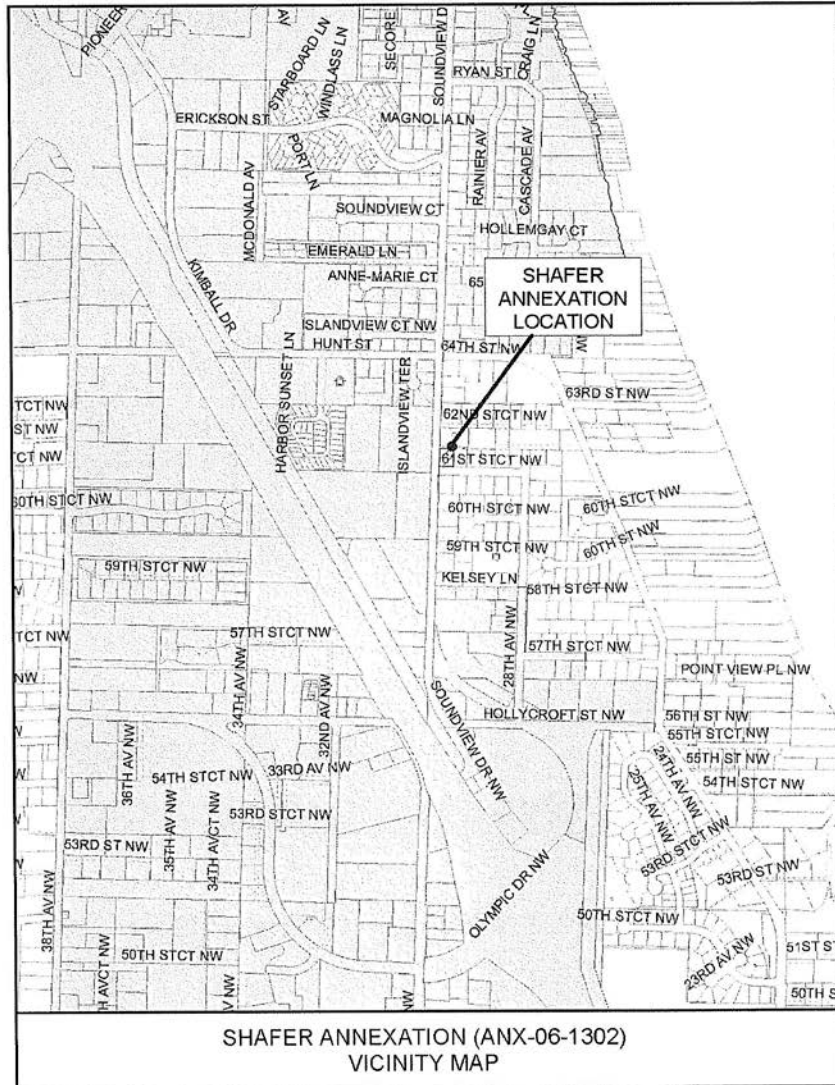 PIONEER
AV
STARBOARD LN
WINDLASS LN
SECORE
SOUNDVIEW D
CRAIG LN
RYAN ST
ERICKSON ST
MAGNOLIA LN
PORT LN
RAINIER AV
CASCADE AV
MCDONALD AV
SOUNDVIEW CT
HOLLEMGAY CT
EMERALD LN
ANNE-MARIE CT
65
SHAFER
ANNEXATION
LOCATION
KIMBALL DR
ISLANDVIEW CT NW
HUNT ST
64TH ST NW
W
HARBOR SUNSET LN
ISLANDVIEW TER
63RD ST NW
TCT NW
ST NW
TCT NW
62ND STCT NW
61ST STCT NW
60TH STCT NW
60TH STCT NW
60TH STCT NW
60TH ST NW
59TH STCT NW
59TH STCT NW
KELSEY LN
58TH STCT NW
W
TCT NW
57TH STCT NW
28TH AV NW
57TH STCT NW
NW
34TH AV NW
32ND AV NW
SOUNDVIEW DR NW
POINT VIEW PL NW
HOLLYCROFT ST NW
56TH ST NW
55TH STCT NW
55TH ST NW
54TH STCT NW
36TH AV NW
54TH STCT NW
33RD AV NW
24TH AV NW
25TH AV NW
53RD STCT NW
53RD STCT NW
53RD ST NW
53RD ST NW
35TH AV NW
34TH AVCT NW
OLYMPIC DR NW
50TH STCT NW
38TH AV NW
50TH STCT NW
23RD AV NW
51ST ST
50TH S
H AVCT NW
V NW
NW
SHAFER ANNEXATION (ANX-06-1302)
VICINITY MAP